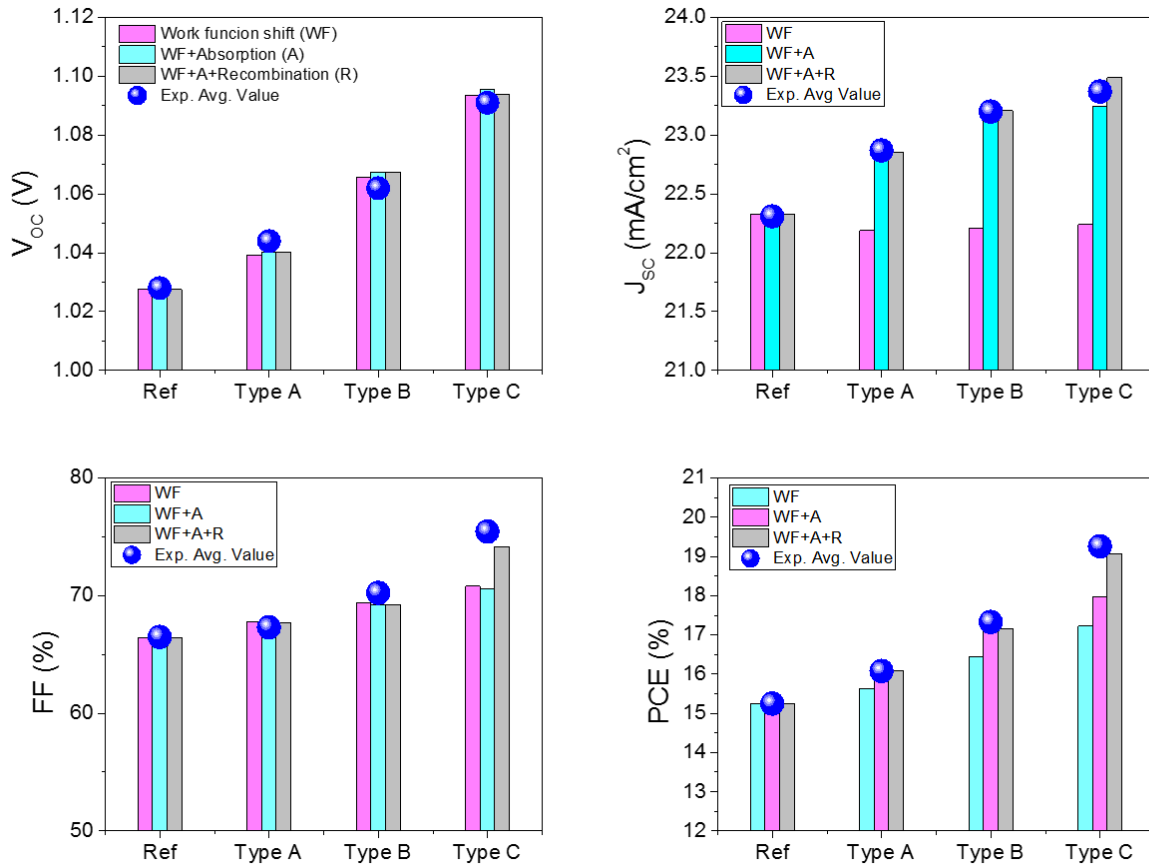 1.12
1.10
1.08
1.06
1.04
1.02
1.00
V_OC (V)
Work funcion shift (WF)
WF+Absorption (A)
WF+A+Recombination (R)
Exp. Avg. Value
Ref Type A Type B Type C
24.0
23.5
23.0
22.5
22.0
21.5
21.0
J_SC (mA/cm²)
WF
WF+A
WF+A+R
Exp. Avg Value
Ref Type A Type B Type C
80
70
60
50
FF (%)
WF
WF+A
WF+A+R
Exp. Avg. Value
Ref Type A Type B Type C
21
20
19
18
17
16
15
14
13
12
PCE (%)
WF
WF+A
WF+A+R
Exp. Avg. Value
Ref Type A Type B Type C